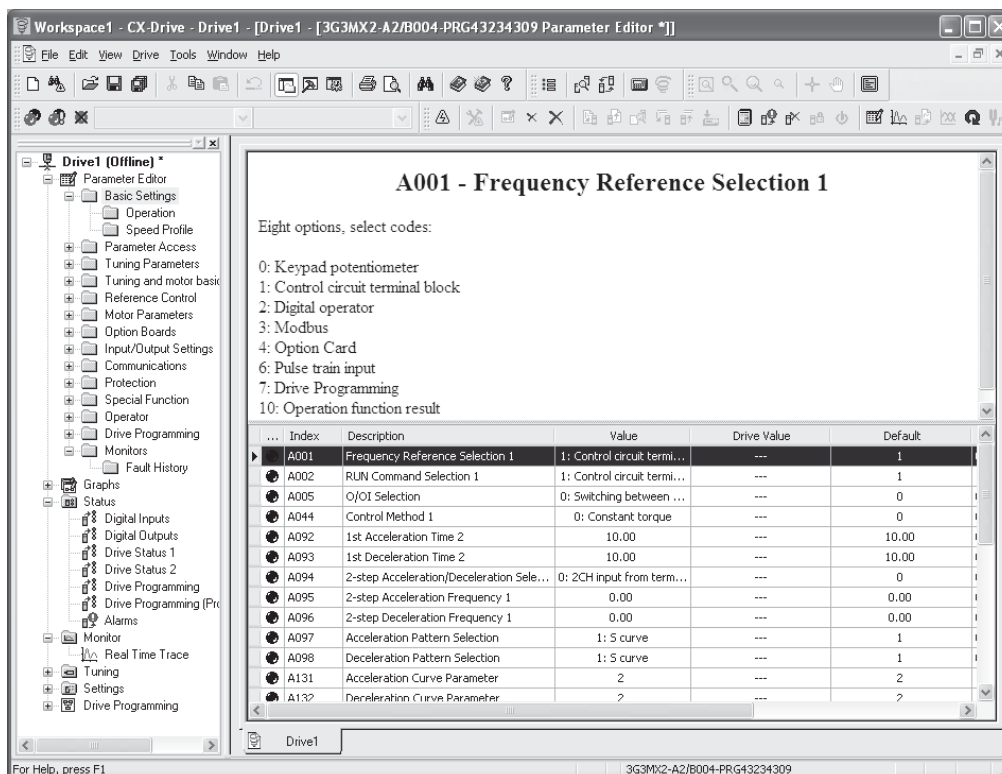 Workspace1 - CX-Drive - Drive1 - [Drive1 - [3G3MX2-A2/B004-PRG43234309 Parameter Editor *]]
File Edit View Drive Tools Window Help
Drive1 (Offline) *
Parameter Editor
Basic Settings
Operation
Speed Profile
Parameter Access
Tuning Parameters
Tuning and motor basic
Reference Control
Motor Parameters
Option Boards
Input/Output Settings
Communications
Protection
Special Function
Operator
Drive Programming
Monitors
Fault History
Graphs
Status
Digital Inputs
Digital Outputs
Drive Status 1
Drive Status 2
Drive Programming
Drive Programming (Pro
Alarms
Monitor
Real Time Trace
Tuning
Settings
Drive Programming
A001 - Frequency Reference Selection 1
Eight options, select codes:
0: Keypad potentiometer
1: Control circuit terminal block
2: Digital operator
3: Modbus
4: Option Card
6: Pulse train input
7: Drive Programming
10: Operation function result
... Index Description Value Drive Value Default
A001 Frequency Reference Selection 1 1: Control circuit termi... --- 1
A002 RUN Command Selection 1 1: Control circuit termi... --- 1
A005 O/OI Selection 0: Switching between ... --- 0
A044 Control Method 1 0: Constant torque --- 0
A092 1st Acceleration Time 2 10.00 --- 10.00
A093 1st Deceleration Time 2 10.00 --- 10.00
A094 2-step Acceleration/Deceleration Sele... 0: 2CH input from term... --- 0
A095 2-step Acceleration Frequency 1 0.00 --- 0.00
A096 2-step Deceleration Frequency 1 0.00 --- 0.00
A097 Acceleration Pattern Selection 1: S curve --- 1
A098 Deceleration Pattern Selection 1: S curve --- 1
A131 Acceleration Curve Parameter 2 --- 2
A132 Deceleration Curve Parameter 2 --- 2
Drive1
For Help, press F1 3G3MX2-A2/B004-PRG43234309